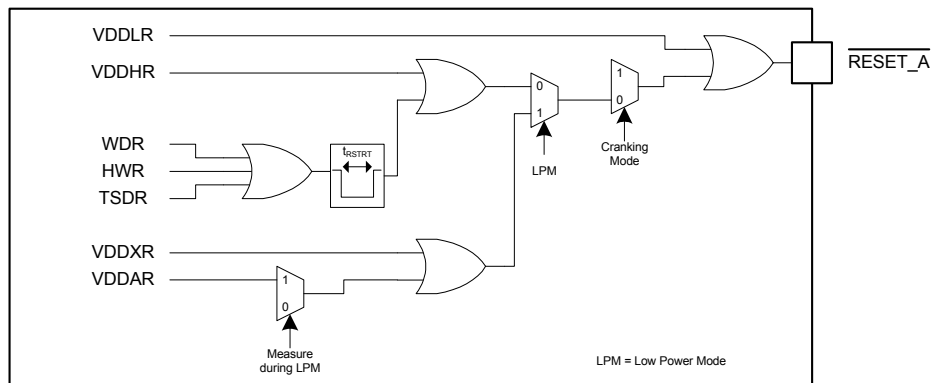 VDDLR
VDDHR
WDR
HWR
TSDR
VDDXR
VDDAR
tRSTRT
0
1
LPM
1
0
Cranking
Mode
RESET_A
1
0
Measure
during LPM
LPM = Low Power Mode